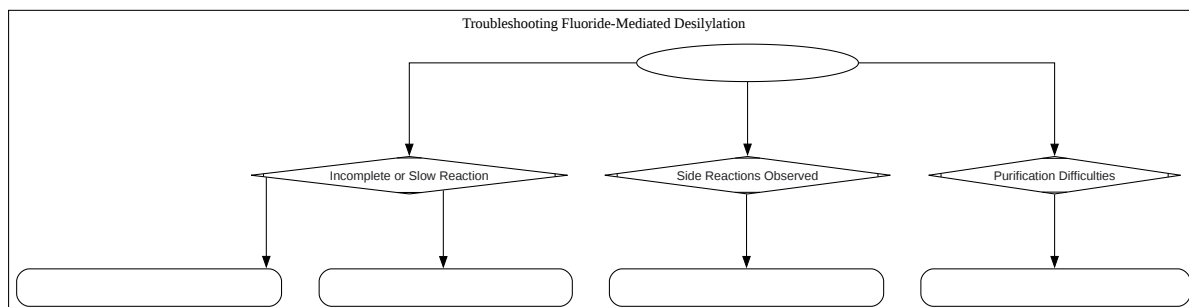 Troubleshooting Fluoride-Mediated Desilylation
Incomplete or Slow Reaction
Side Reactions Observed
Purification Difficulties